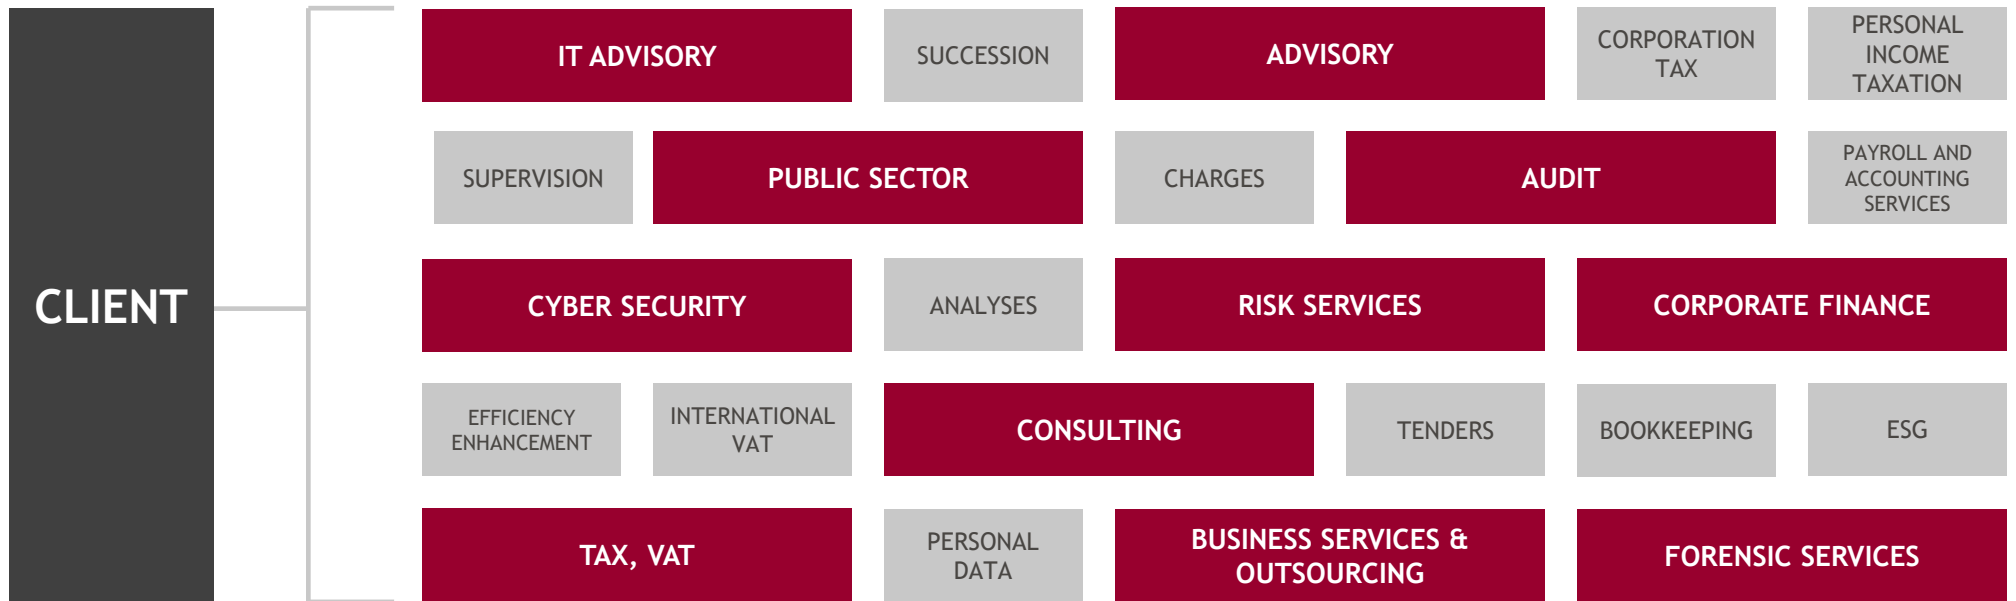 CLIENT
IT ADVISORY
SUCCESSION
ADVISORY
CORPORATION
TAX
PERSONAL
INCOME
TAXATION
SUPERVISION
PUBLIC SECTOR
CHARGES
AUDIT
PAYROLL AND
ACCOUNTING
SERVICES
CYBER SECURITY
ANALYSES
RISK SERVICES
CORPORATE FINANCE
EFFICIENCY
ENHANCEMENT
INTERNATIONAL
VAT
CONSULTING
TENDERS
BOOKKEEPING
ESG
TAX, VAT
PERSONAL
DATA
BUSINESS SERVICES &
OUTSOURCING
FORENSIC SERVICES